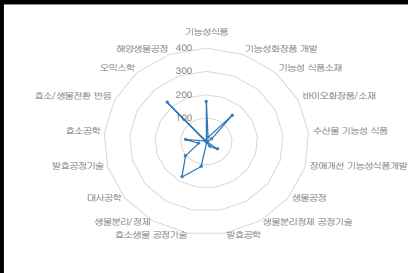 기능성식품
기능성화장품 개발
기능성 식품소재
바이오화장품/소재
수산물 기능성 식품
장애개선 기능성식품개발
생물공정
생물분리정제 공정기술
발효공학
효소생물 공정기술
생물분리/정제
대사공학
발효공정기술
효소공학
효소/생물전환 반응
오믹스학
해양생물공정
400
300
200
100